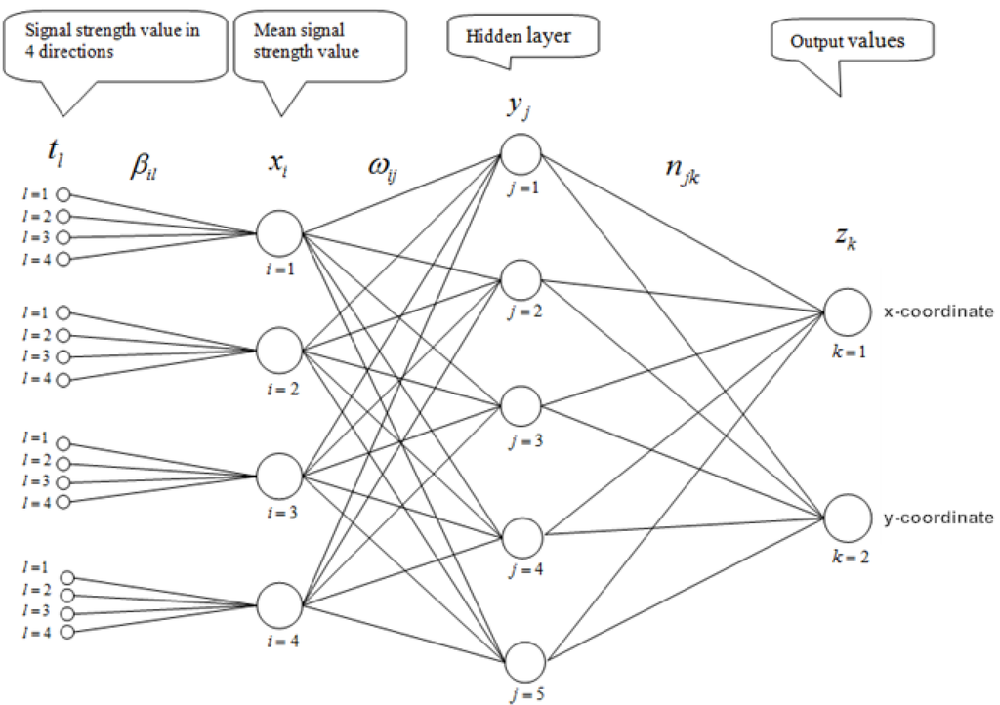 Signal strength value in
4 directions
Mean signal
strength value
Hidden layer
Output values
t_l
β_il
x_i
ω_ij
y_j
n_jk
z_k
l=1
l=2
l=3
l=4
i=1
l=1
l=2
l=3
l=4
i=2
l=1
l=2
l=3
l=4
i=3
l=1
l=2
l=3
l=4
i=4
j=1
j=2
j=3
j=4
j=5
x-coordinate
k=1
y-coordinate
k=2